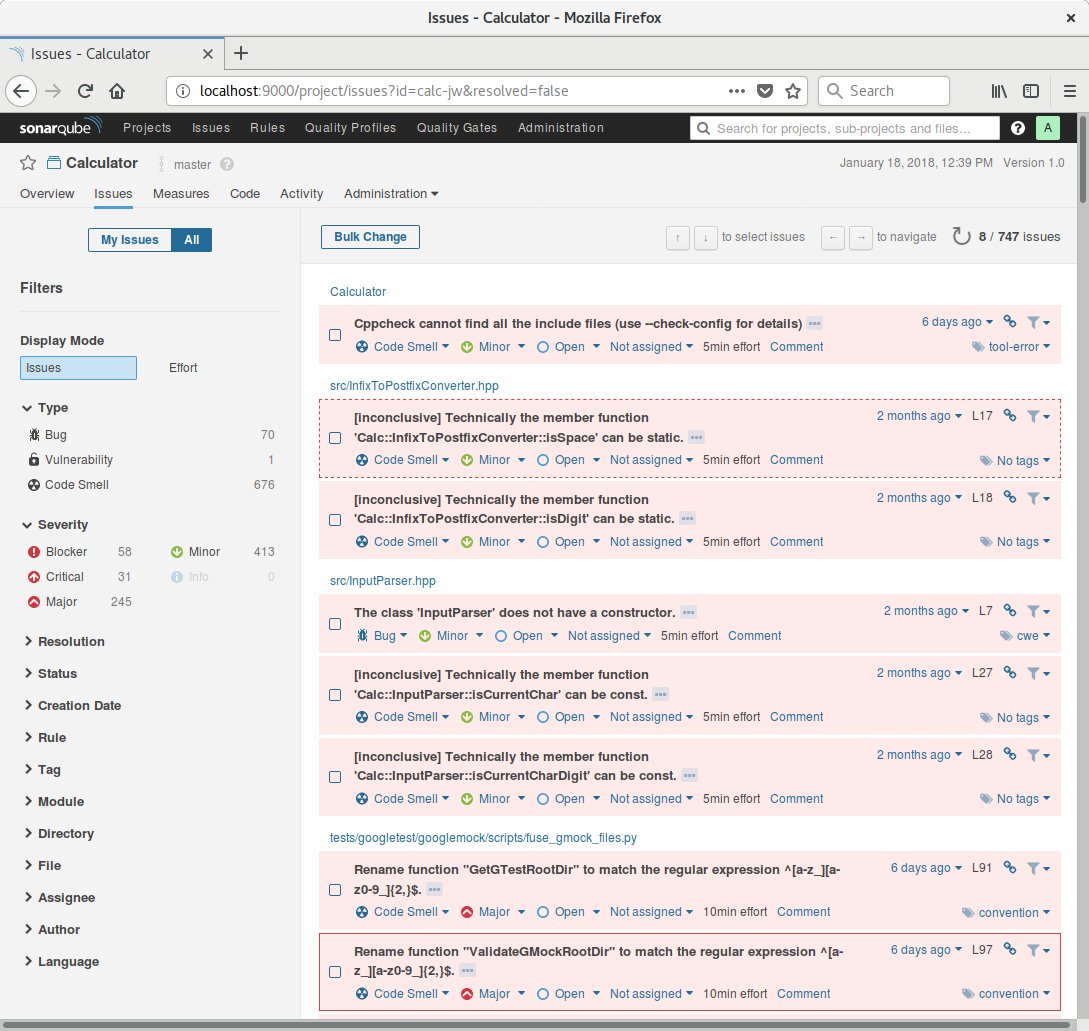 Issues - Calculator - Mozilla Firefox
Issues - Calculator
localhost:9000/project/issues?id=calc-jw&resolved=false
Search
sonarqube Projects Issues Rules Quality Profiles Quality Gates Administration Search for projects, sub-projects and files... ? A
Calculator master ? January 18, 2018, 12:39 PM Version 1.0
Overview Issues Measures Code Activity Administration
My Issues All
Filters
Display Mode
Issues Effort
Type
Bug 70
Vulnerability 1
Code Smell 676
Severity
Blocker 58 Minor 413
Critical 31 Info 0
Major 245
Resolution
Status
Creation Date
Rule
Tag
Module
Directory
File
Assignee
Author
Language
Bulk Change ↑ ↓ to select issues ← → to navigate 8 / 747 issues
Calculator
Cppcheck cannot find all the include files (use --check-config for details) 6 days ago
Code Smell Minor Open Not assigned 5min effort Comment tool-error
src/InfixToPostfixConverter.hpp
[inconclusive] Technically the member function 2 months ago L17
'Calc::InfixToPostfixConverter::isSpace' can be static.
Code Smell Minor Open Not assigned 5min effort Comment No tags
[inconclusive] Technically the member function 2 months ago L18
'Calc::InfixToPostfixConverter::isDigit' can be static.
Code Smell Minor Open Not assigned 5min effort Comment No tags
src/InputParser.hpp
The class 'InputParser' does not have a constructor. 2 months ago L7
Bug Minor Open Not assigned 5min effort Comment cwe
[inconclusive] Technically the member function 2 months ago L27
'Calc::InputParser::isCurrentChar' can be const.
Code Smell Minor Open Not assigned 5min effort Comment No tags
[inconclusive] Technically the member function 2 months ago L28
'Calc::InputParser::isCurrentCharDigit' can be const.
Code Smell Minor Open Not assigned 5min effort Comment No tags
tests/googletest/googlemock/scripts/fuse_gmock_files.py
Rename function "GetGTestRootDir" to match the regular expression ^[a-z_][a- 6 days ago L91
z0-9_]{2,}$.
Code Smell Major Open Not assigned 10min effort Comment convention
Rename function "ValidateGMockRootDir" to match the regular expression ^[a- 6 days ago L97
z_][a-z0-9_]{2,}$.
Code Smell Major Open Not assigned 10min effort Comment convention